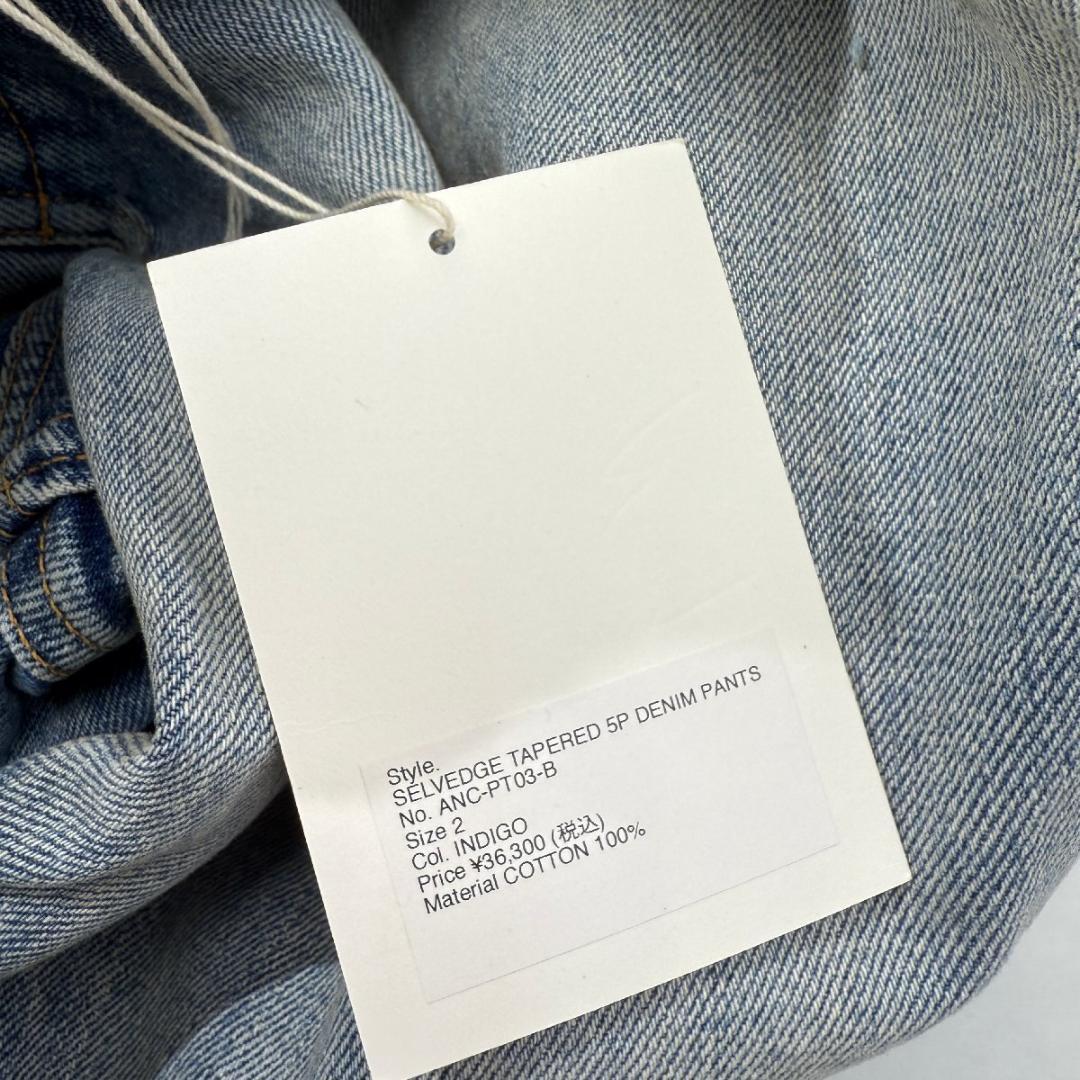 Style.
SELVEDGE TAPERED 5P DENIM PANTS
No. ANC-PT03-B
Size 2
Col. INDIGO
Price ¥36,300 (税込)
Material COTTON 100%